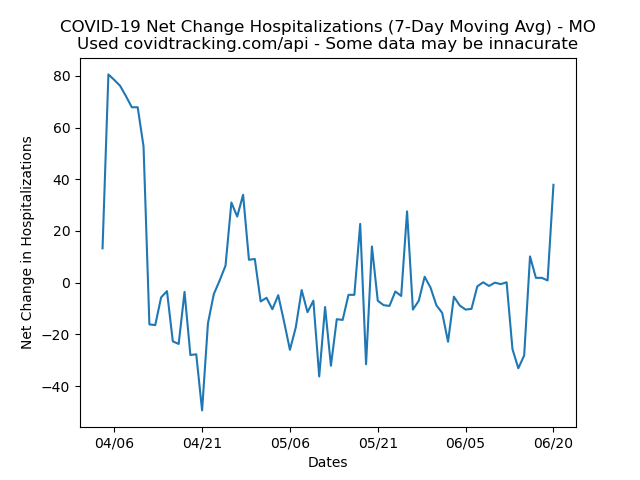 COVID-19 Net Change Hospitalizations (7-Day Moving Avg) - MO
Used covidtracking.com/api - Some data may be innacurate
80
60
40
20
0
−20
−40
Net Change in Hospitalizations
04/06 04/21 05/06 05/21 06/05 06/20
Dates